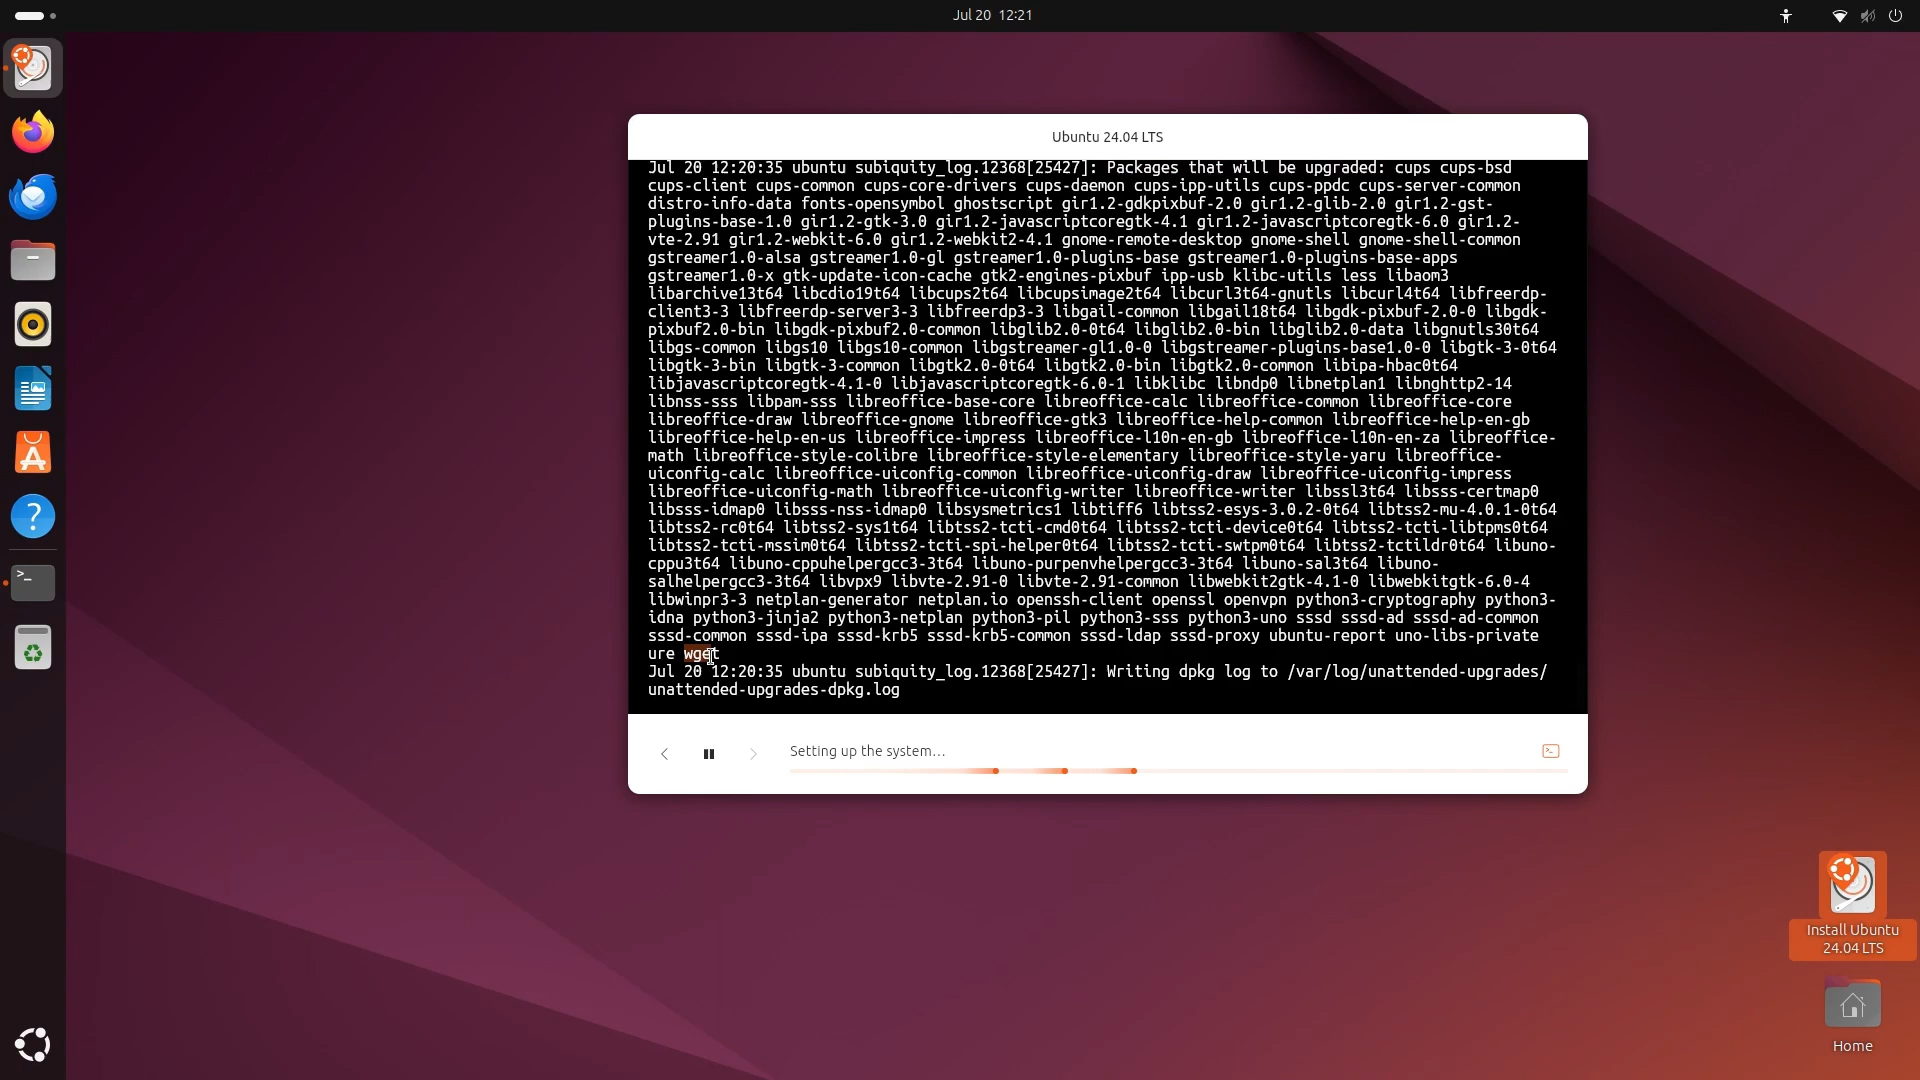 Jul 20 12:21
Ubuntu 24.04 LTS
Jul 20 12:20:35 ubuntu subiquity_log.12368[25427]: Packages that will be upgraded: cups cups-bsd
cups-client cups-common cups-core-drivers cups-daemon cups-ipp-utils cups-ppdc cups-server-common
distro-info-data fonts-opensymbol ghostscript gir1.2-gdkpixbuf-2.0 gir1.2-glib-2.0 gir1.2-gst-
plugins-base-1.0 gir1.2-gtk-3.0 gir1.2-javascriptcoregtk-4.1 gir1.2-javascriptcoregtk-6.0 gir1.2-
vte-2.91 gir1.2-webkit-6.0 gir1.2-webkit2-4.1 gnome-remote-desktop gnome-shell gnome-shell-common
gstreamer1.0-alsa gstreamer1.0-gl gstreamer1.0-plugins-base gstreamer1.0-plugins-base-apps
gstreamer1.0-x gtk-update-icon-cache gtk2-engines-pixbuf ipp-usb klibc-utils less libaom3
libarchive13t64 libcdio19t64 libcups2t64 libcupsimage2t64 libcurl3t64-gnutls libcurl4t64 libfreerdp-
client3-3 libfreerdp-server3-3 libfreerdp3-3 libgail-common libgail18t64 libgdk-pixbuf-2.0-0 libgdk-
pixbuf2.0-bin libgdk-pixbuf2.0-common libglib2.0-0t64 libglib2.0-bin libglib2.0-data libgnutls30t64
libgs-common libgs10 libgs10-common libgstreamer-gl1.0-0 libgstreamer-plugins-base1.0-0 libgtk-3-0t64
libgtk-3-bin libgtk-3-common libgtk2.0-0t64 libgtk2.0-bin libgtk2.0-common libipa-hbac0t64
libjavascriptcoregtk-4.1-0 libjavascriptcoregtk-6.0-1 libklibc libndp0 libnetplan1 libnghttp2-14
libnss-sss libpam-sss libreoffice-base-core libreoffice-calc libreoffice-common libreoffice-core
libreoffice-draw libreoffice-gnome libreoffice-gtk3 libreoffice-help-common libreoffice-help-en-gb
libreoffice-help-en-us libreoffice-impress libreoffice-l10n-en-gb libreoffice-l10n-en-za libreoffice-
math libreoffice-style-colibre libreoffice-style-elementary libreoffice-style-yaru libreoffice-
uiconfig-calc libreoffice-uiconfig-common libreoffice-uiconfig-draw libreoffice-uiconfig-impress
libreoffice-uiconfig-math libreoffice-uiconfig-writer libreoffice-writer libssl3t64 libsss-certmap0
libsss-idmap0 libsss-nss-idmap0 libsysmetrics1 libtiff6 libtss2-esys-3.0.2-0t64 libtss2-mu-4.0.1-0t64
libtss2-rc0t64 libtss2-sys1t64 libtss2-tcti-cmd0t64 libtss2-tcti-device0t64 libtss2-tcti-libtpms0t64
libtss2-tcti-mssim0t64 libtss2-tcti-spi-helper0t64 libtss2-tcti-swtpm0t64 libtss2-tctildr0t64 libuno-
cppu3t64 libuno-cppuhelpergcc3-3t64 libuno-purpenvhelpergcc3-3t64 libuno-sal3t64 libuno-
salhelpergcc3-3t64 libvpx9 libvte-2.91-0 libvte-2.91-common libwebkit2gtk-4.1-0 libwebkitgtk-6.0-4
libwinpr3-3 netplan-generator netplan.io openssh-client openssl openvpn python3-cryptography python3-
idna python3-jinja2 python3-netplan python3-pil python3-sss python3-uno sssd sssd-ad sssd-ad-common
sssd-common sssd-ipa sssd-krb5 sssd-krb5-common sssd-ldap sssd-proxy ubuntu-report uno-libs-private
ure wget
Jul 20 12:20:35 ubuntu subiquity_log.12368[25427]: Writing dpkg log to /var/log/unattended-upgrades/
unattended-upgrades-dpkg.log
Setting up the system…
Install Ubuntu
24.04 LTS
Home